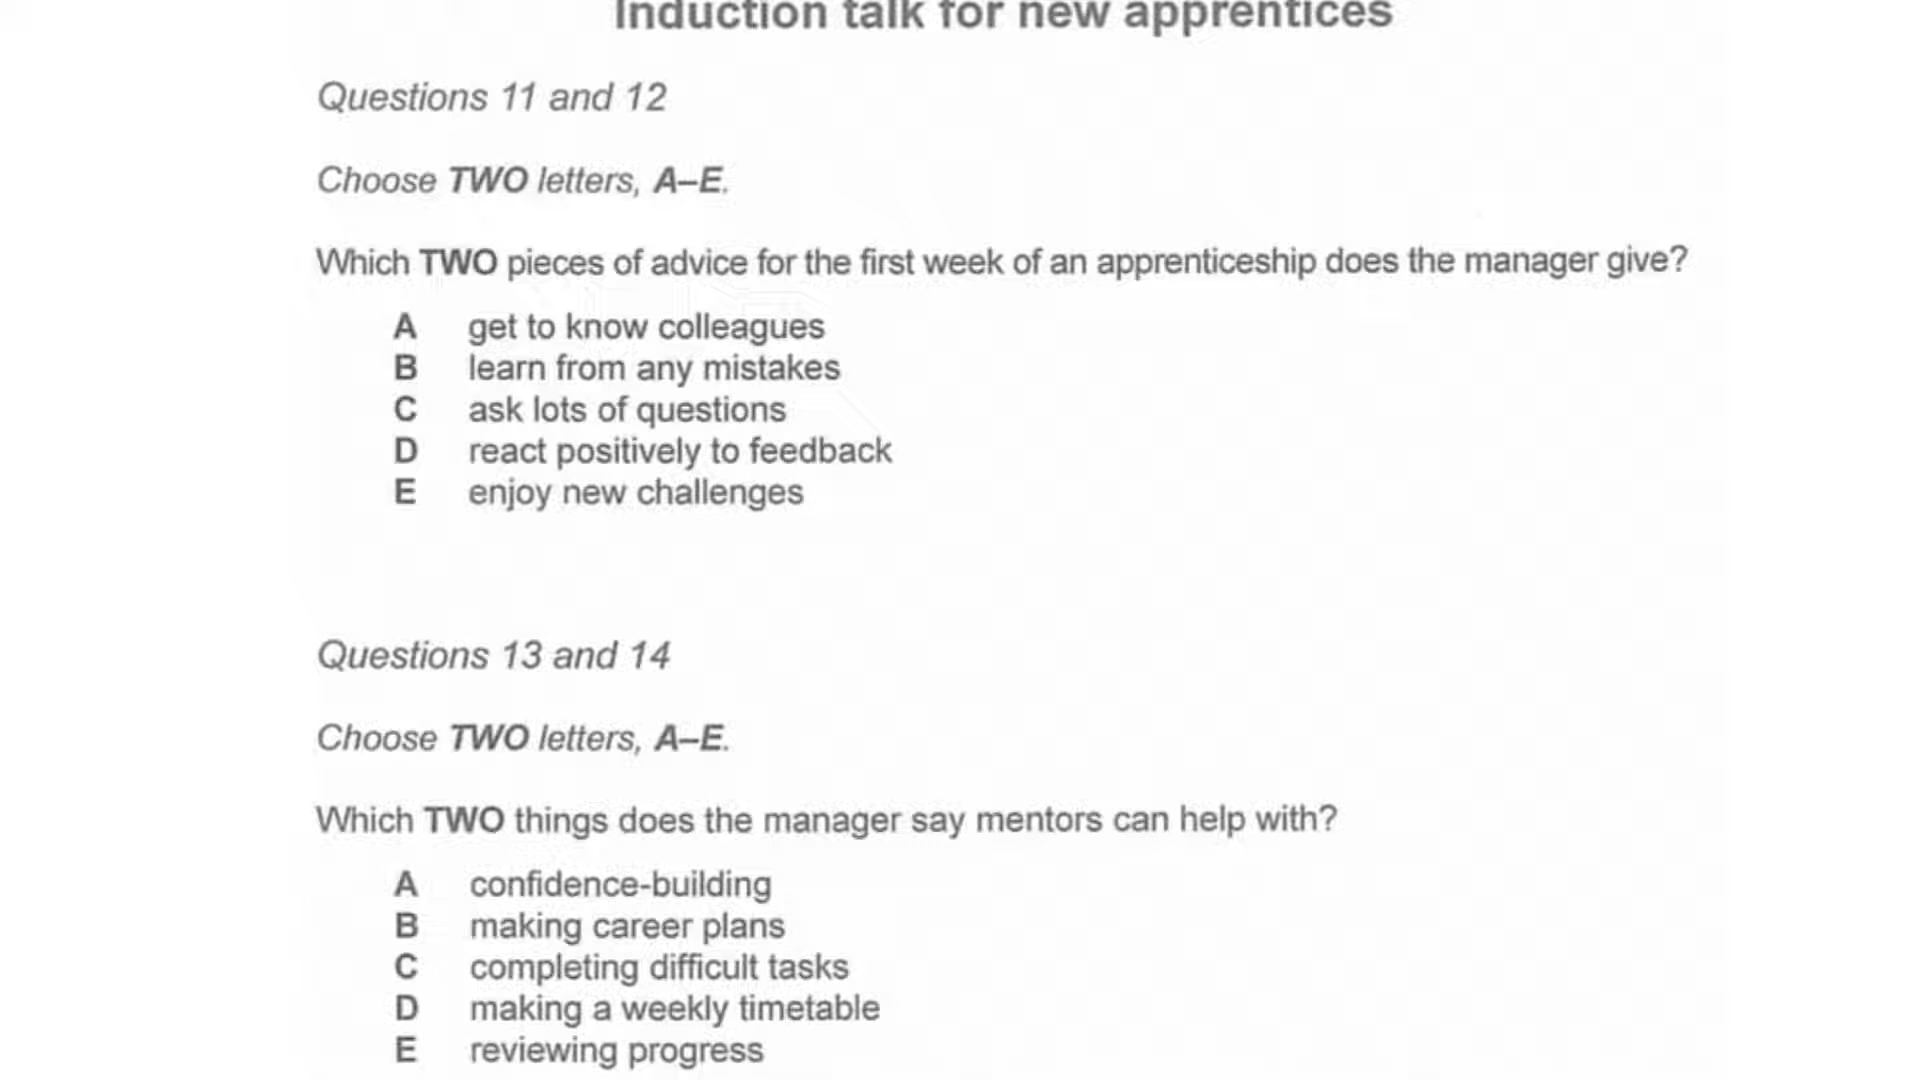 Induction talk for new apprentices
Questions 11 and 12
Choose TWO letters, A–E.
Which TWO pieces of advice for the first week of an apprenticeship does the manager give?
A get to know colleagues
B learn from any mistakes
C ask lots of questions
D react positively to feedback
E enjoy new challenges
Questions 13 and 14
Choose TWO letters, A–E.
Which TWO things does the manager say mentors can help with?
A confidence-building
B making career plans
C completing difficult tasks
D making a weekly timetable
E reviewing progress